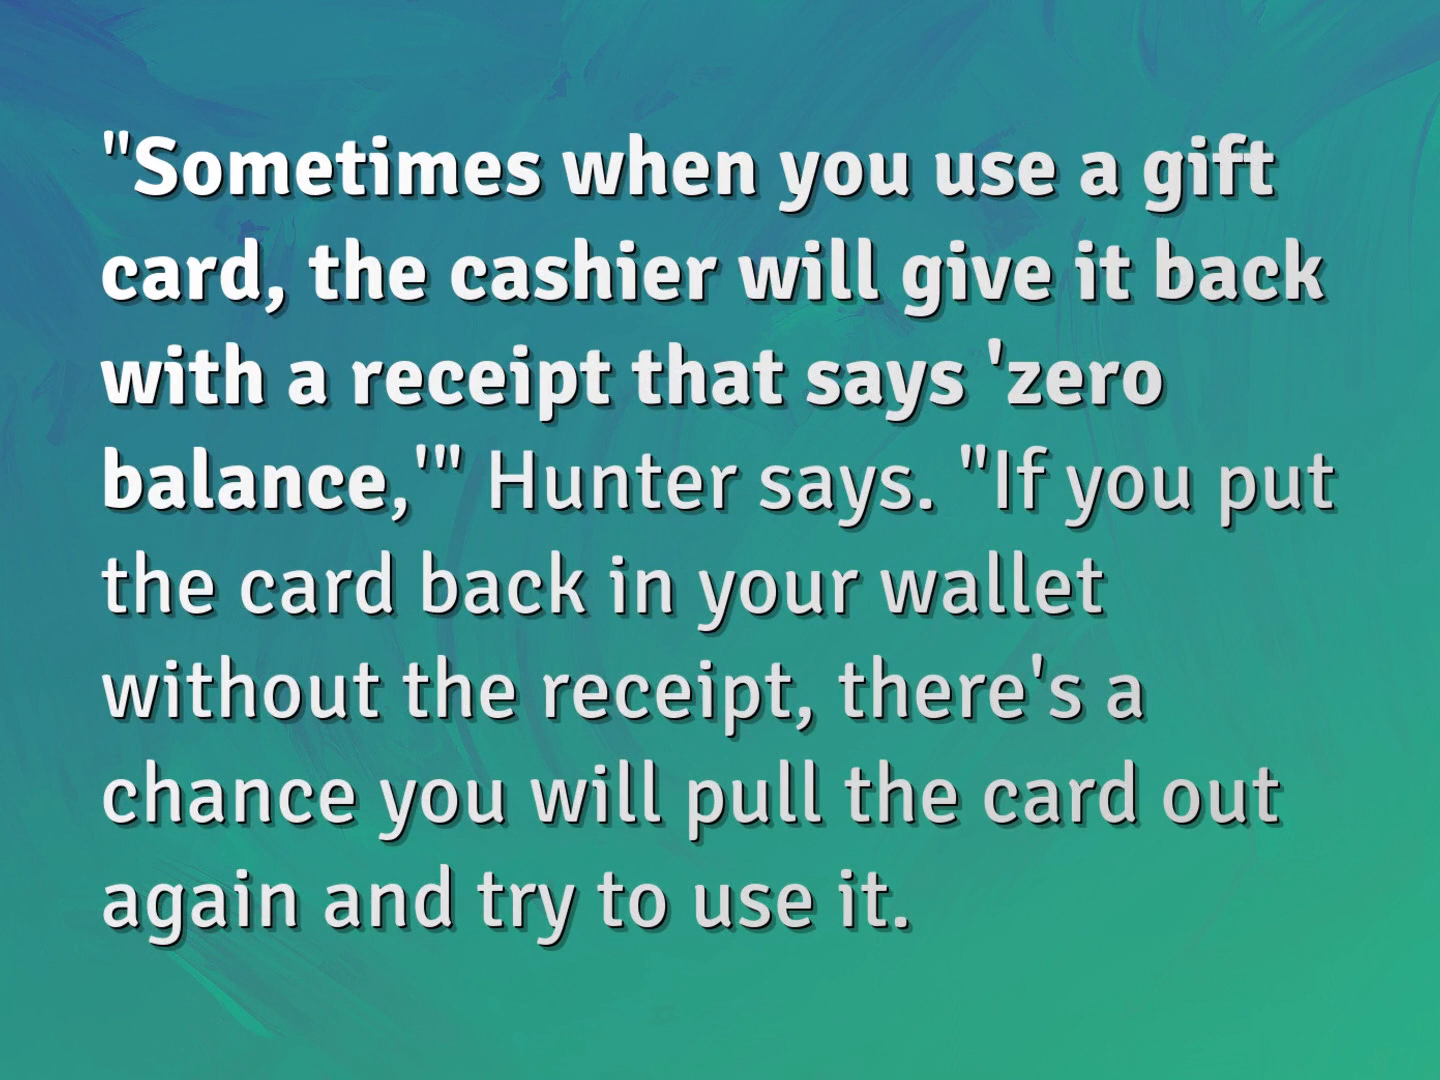 "Sometimes when you use a gift
card, the cashier will give it back
with a receipt that says 'zero
balance,'" Hunter says. "If you put
the card back in your wallet
without the receipt, there's a
chance you will pull the card out
again and try to use it.